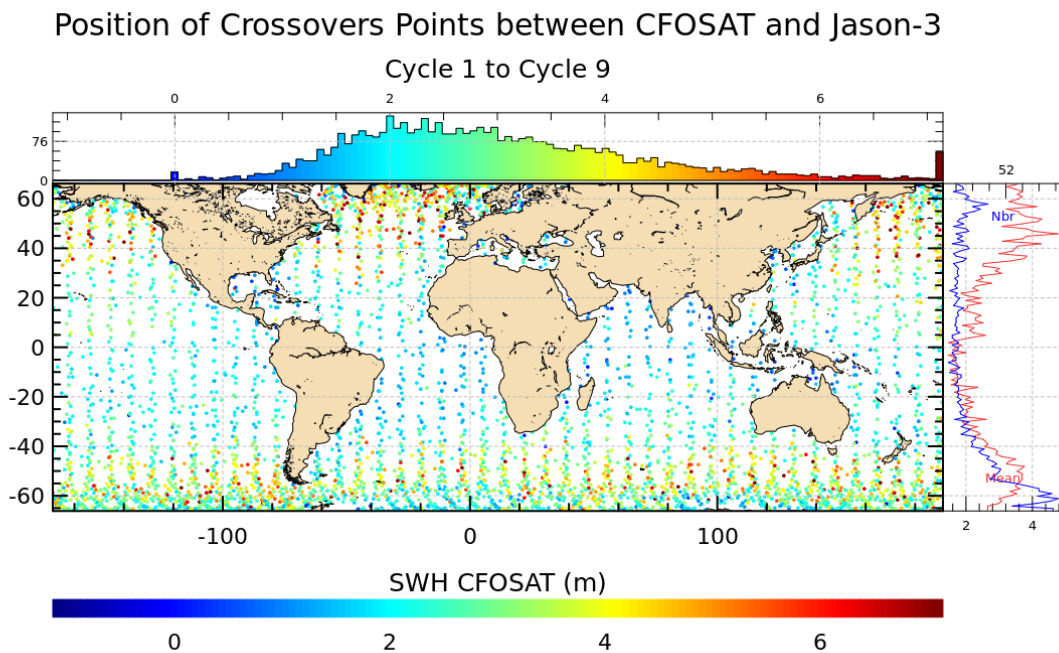 Position of Crossovers Points between CFOSAT and Jason-3
Cycle 1 to Cycle 9
0 2 4 6
76
0
52
60
40
20
0
-20
-40
-60
Nbr
Mean
-100 0 100
2 4
SWH CFOSAT (m)
0 2 4 6